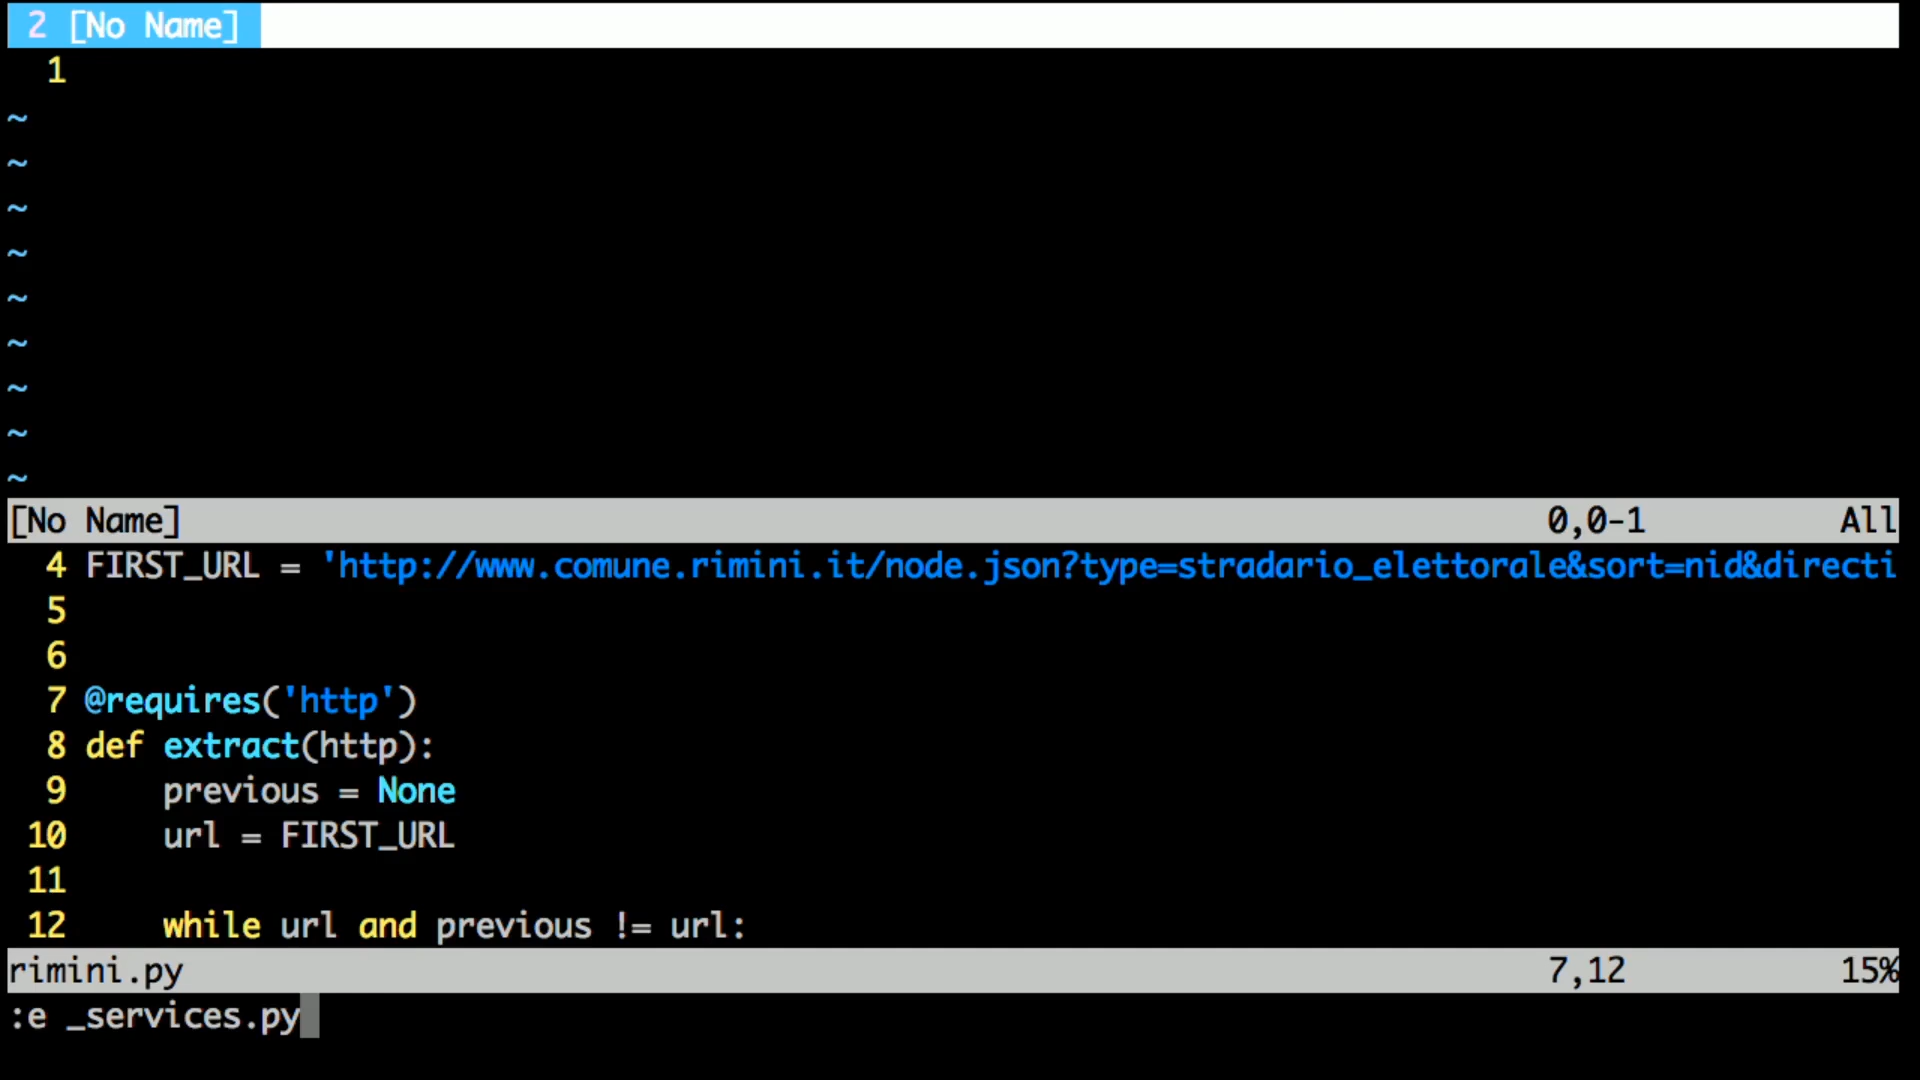 2 [No Name]
1
~
~
~
~
~
~
~
~
~
[No Name] 0,0-1 All
4 FIRST_URL = 'http://www.comune.rimini.it/node.json?type=stradario_elettorale&sort=nid&directi
5
6
7 @requires('http')
8 def extract(http):
9 previous = None
10 url = FIRST_URL
11
12 while url and previous != url:
rimini.py 7,12 15%
:e _services.py